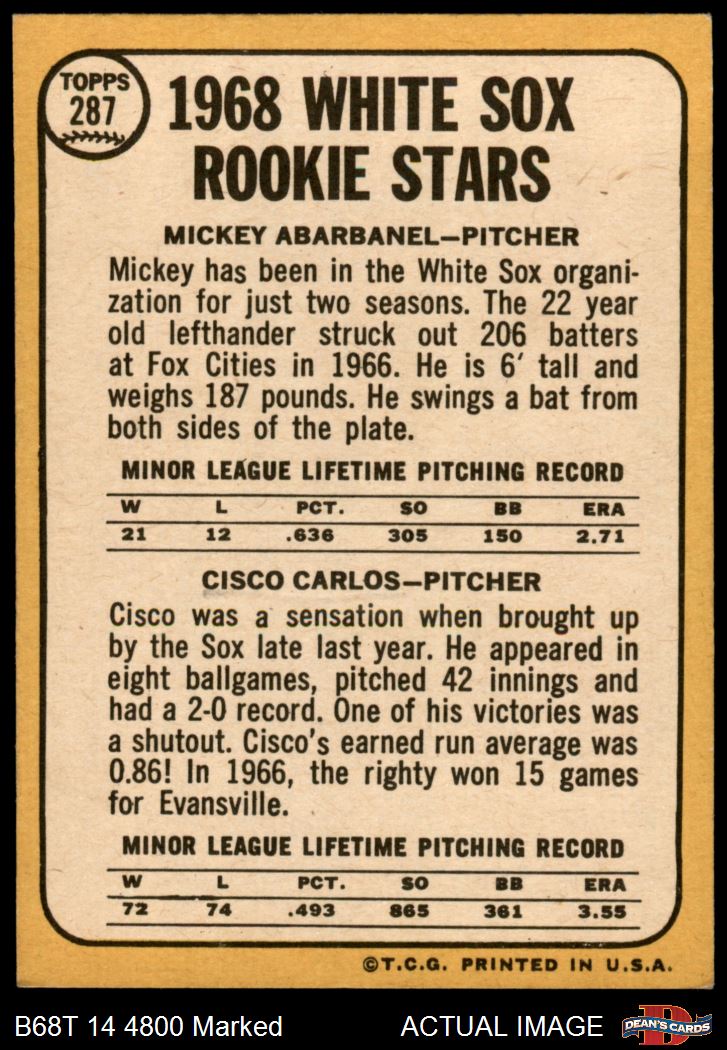 TOPPS
287
1968 WHITE SOX
ROOKIE STARS
MICKEY ABARBANEL—PITCHER
Mickey has been in the White Sox organi-
zation for just two seasons. The 22 year
old lefthander struck out 206 batters
at Fox Cities in 1966. He is 6' tall and
weighs 187 pounds. He swings a bat from
both sides of the plate.
MINOR LEAGUE LIFETIME PITCHING RECORD
W L PCT. SO BB ERA
21 12 .636 305 150 2.71
CISCO CARLOS—PITCHER
Cisco was a sensation when brought up
by the Sox late last year. He appeared in
eight ballgames, pitched 42 innings and
had a 2-0 record. One of his victories was
a shutout. Cisco's earned run average was
0.86! In 1966, the righty won 15 games
for Evansville.
MINOR LEAGUE LIFETIME PITCHING RECORD
W L PCT. SO BB ERA
72 74 .493 865 361 3.55
©T.C.G. PRINTED IN U.S.A.
B68T 14 4800 Marked ACTUAL IMAGE
D
DEAN'S CARDS